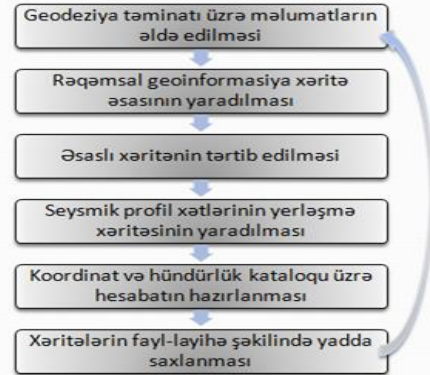 Geodeziya təminatı üzrə məlumatların
əldə edilməsi
Rəqəmsal geoinformasiya xəritə
əsasının yaradılması
Əsaslı xəritənin tərtib edilməsi
Seysmik profil xətlərinin yerləşmə
xəritəsinin yaradılması
Koordinat və hündürlük kataloqu üzrə
hesabatın hazırlanması
Xəritələrin fayl-layihə şəkilində yadda
saxlanması